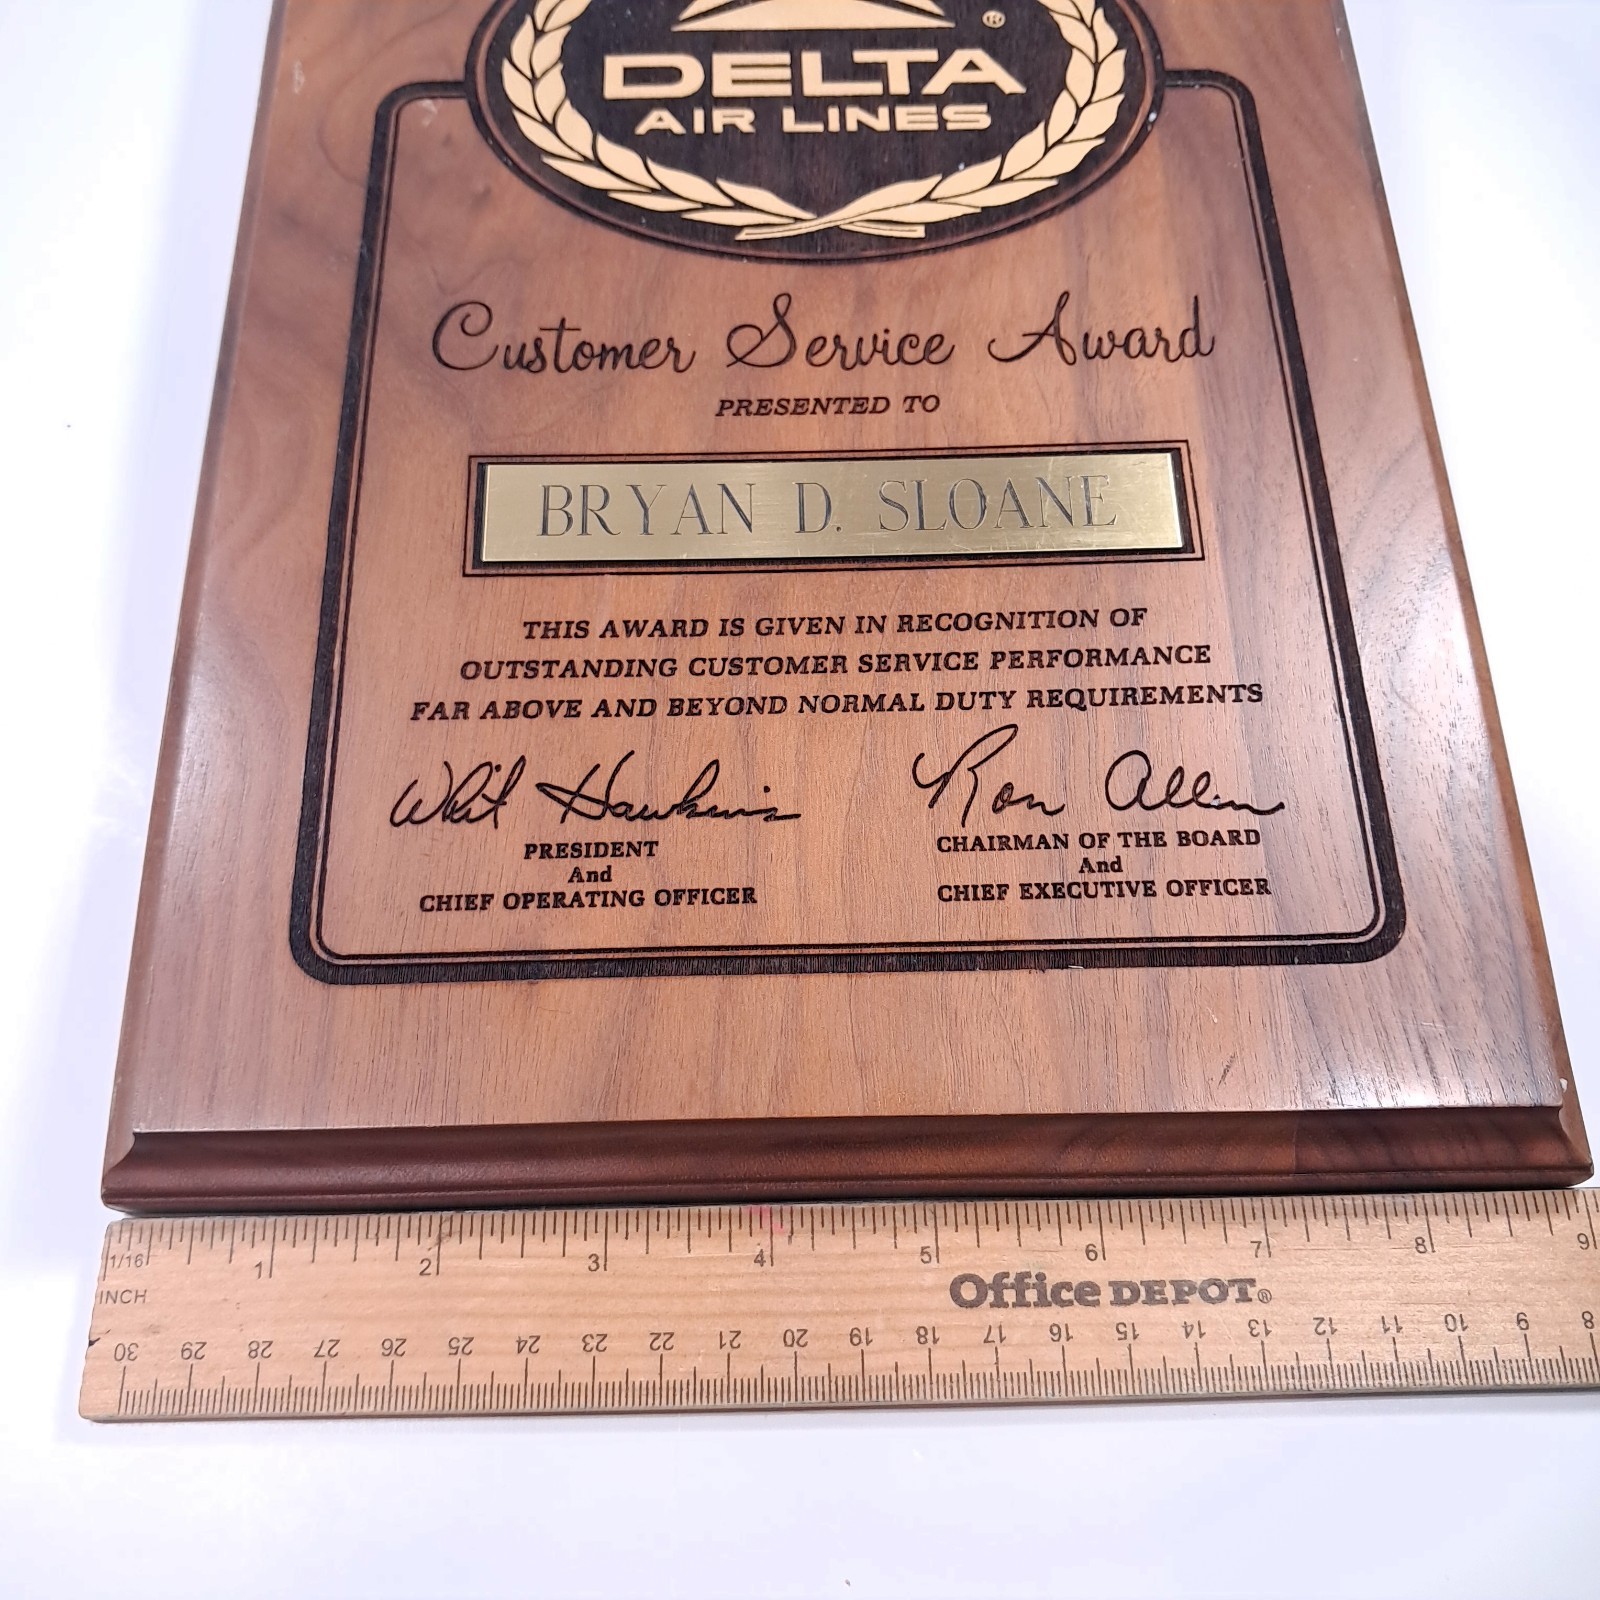 ®
DELTA
AIR LINES
Customer Service Award
PRESENTED TO
BRYAN D. SLOANE
THIS AWARD IS GIVEN IN RECOGNITION OF
OUTSTANDING CUSTOMER SERVICE PERFORMANCE
FAR ABOVE AND BEYOND NORMAL DUTY REQUIREMENTS
Whit Hawkins
Ron Allen
PRESIDENT
And
CHIEF OPERATING OFFICER
CHAIRMAN OF THE BOARD
And
CHIEF EXECUTIVE OFFICER
1/16 1 2 3 4 5 6 7 8 9
INCH
Office DEPOT®
30 29 28 27 26 25 24 23 22 21 20 19 18 17 16 15 14 13 12 11 10 9 8